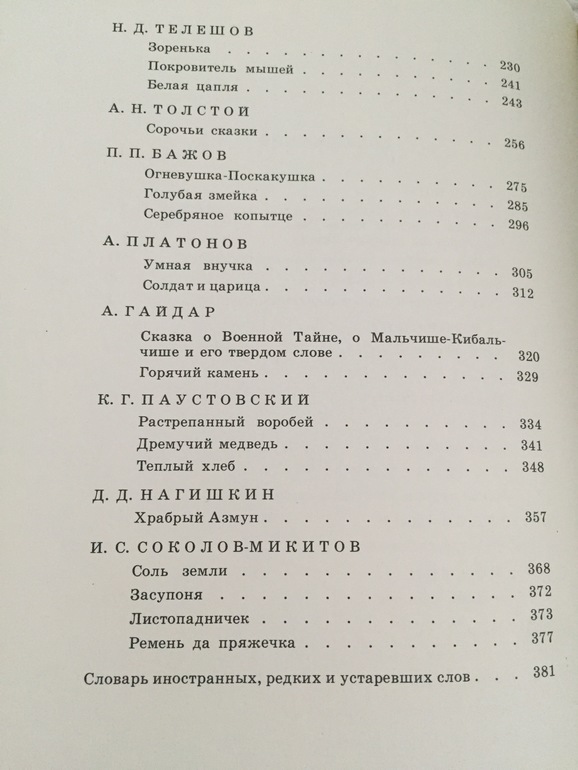 Н. Д. ТЕЛЕШОВ
Зоренька . . . . . . . . . . . . 230
Покровитель мышей . . . . . . . . . 241
Белая цапля . . . . . . . . . . . 243
А. Н. ТОЛСТОЙ
Сорочьи сказки . . . . . . . . . . 256
П. П. БАЖОВ
Огневушка-Поскакушка . . . . . . . . 275
Голубая змейка . . . . . . . . . . 285
Серебряное копытце . . . . . . . . . 296
А. ПЛАТОНОВ
Умная внучка . . . . . . . . . . . 305
Солдат и царица . . . . . . . . . . 312
А. ГАЙДАР
Сказка о Военной Тайне, о Мальчише-Кибаль-
чише и его твердом слове . . . . . . . 320
Горячий камень . . . . . . . . . . 329
К. Г. ПАУСТОВСКИЙ
Растрепанный воробей . . . . . . . . 334
Дремучий медведь . . . . . . . . . . 341
Теплый хлеб . . . . . . . . . . . 348
Д. Д. НАГИШКИН
Храбрый Азмун . . . . . . . . . . . 357
И. С. СОКОЛОВ-МИКИТОВ
Соль земли . . . . . . . . . . . . 368
Засупоня . . . . . . . . . . . . 372
Листопадничек . . . . . . . . . . . 373
Ремень да пряжечка . . . . . . . . . 377
Словарь иностранных, редких и устаревших слов . . . 381